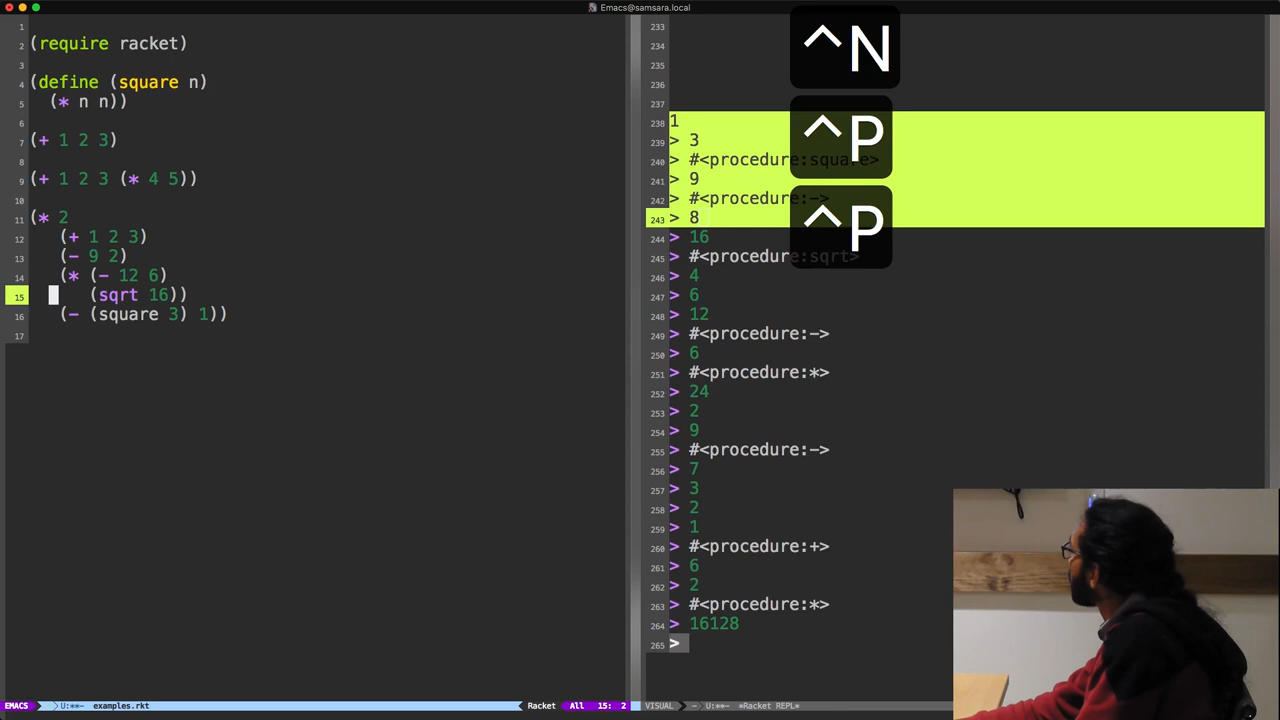 Emacs@samsara.local
1
2 (require racket)
3
4 (define (square n)
5 (* n n))
6
7 (+ 1 2 3)
8
9 (+ 1 2 3 (* 4 5))
10
11 (* 2
12 (+ 1 2 3)
13 (- 9 2)
14 (* (- 12 6)
15 (sqrt 16))
16 (- (square 3) 1))
17
EMACS U:**- examples.rkt Racket All 15: 2
233
234
235
236
237
238 1
239 > 3
240 > #<procedure:square>
241 > 9
242 > #<procedure:->
243 > 8
244 > 16
245 > #<procedure:sqrt>
246 > 4
247 > 6
248 > 12
249 > #<procedure:->
250 > 6
251 > #<procedure:*>
252 > 24
253 > 2
254 > 9
255 > #<procedure:->
256 > 7
257 > 3
258 > 2
259 > 1
260 > #<procedure:+>
261 > 6
262 > 2
263 > #<procedure:*>
264 > 16128
265 >
VISUAL - U:**- *Racket REPL*
^N
^P
^P